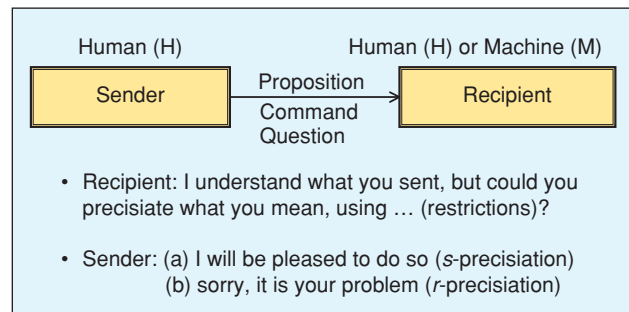 Human (H)
Human (H) or Machine (M)
Sender
Proposition
Command
Question
Recipient
• Recipient: I understand what you sent, but could you
precisiate what you mean, using … (restrictions)?
• Sender: (a) I will be pleased to do so (s-precisiation)
(b) sorry, it is your problem (r-precisiation)